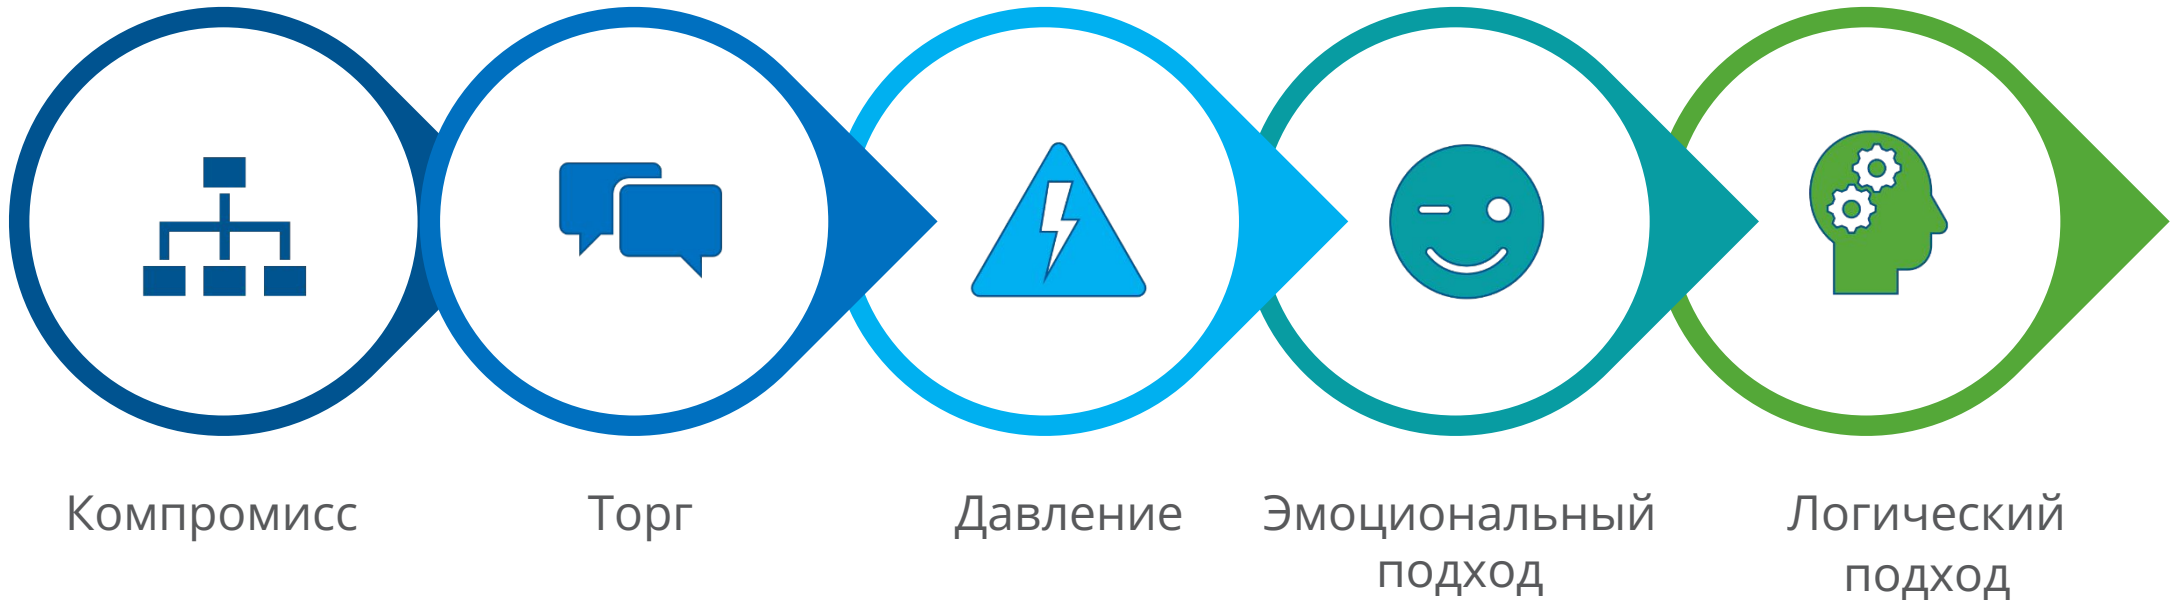 Компромисс
Торг
Давление
Эмоциональный
подход
Логический
подход